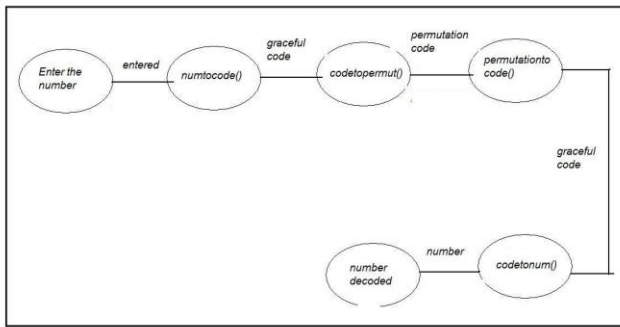 Enter the
number
entered
numtocode()
graceful
code
codetopermut()
permutation
code
permutationto
code()
graceful
code
number
decoded
number
codetonum()